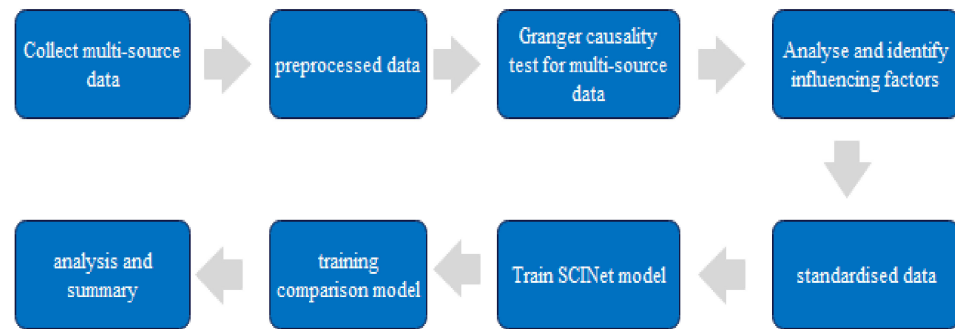 Collect multi-source
data
preprocessed data
Granger causality
test for multi-source
data
Analyse and identify
influencing factors
standardised data
Train SCINet model
training
comparison model
analysis and
summary